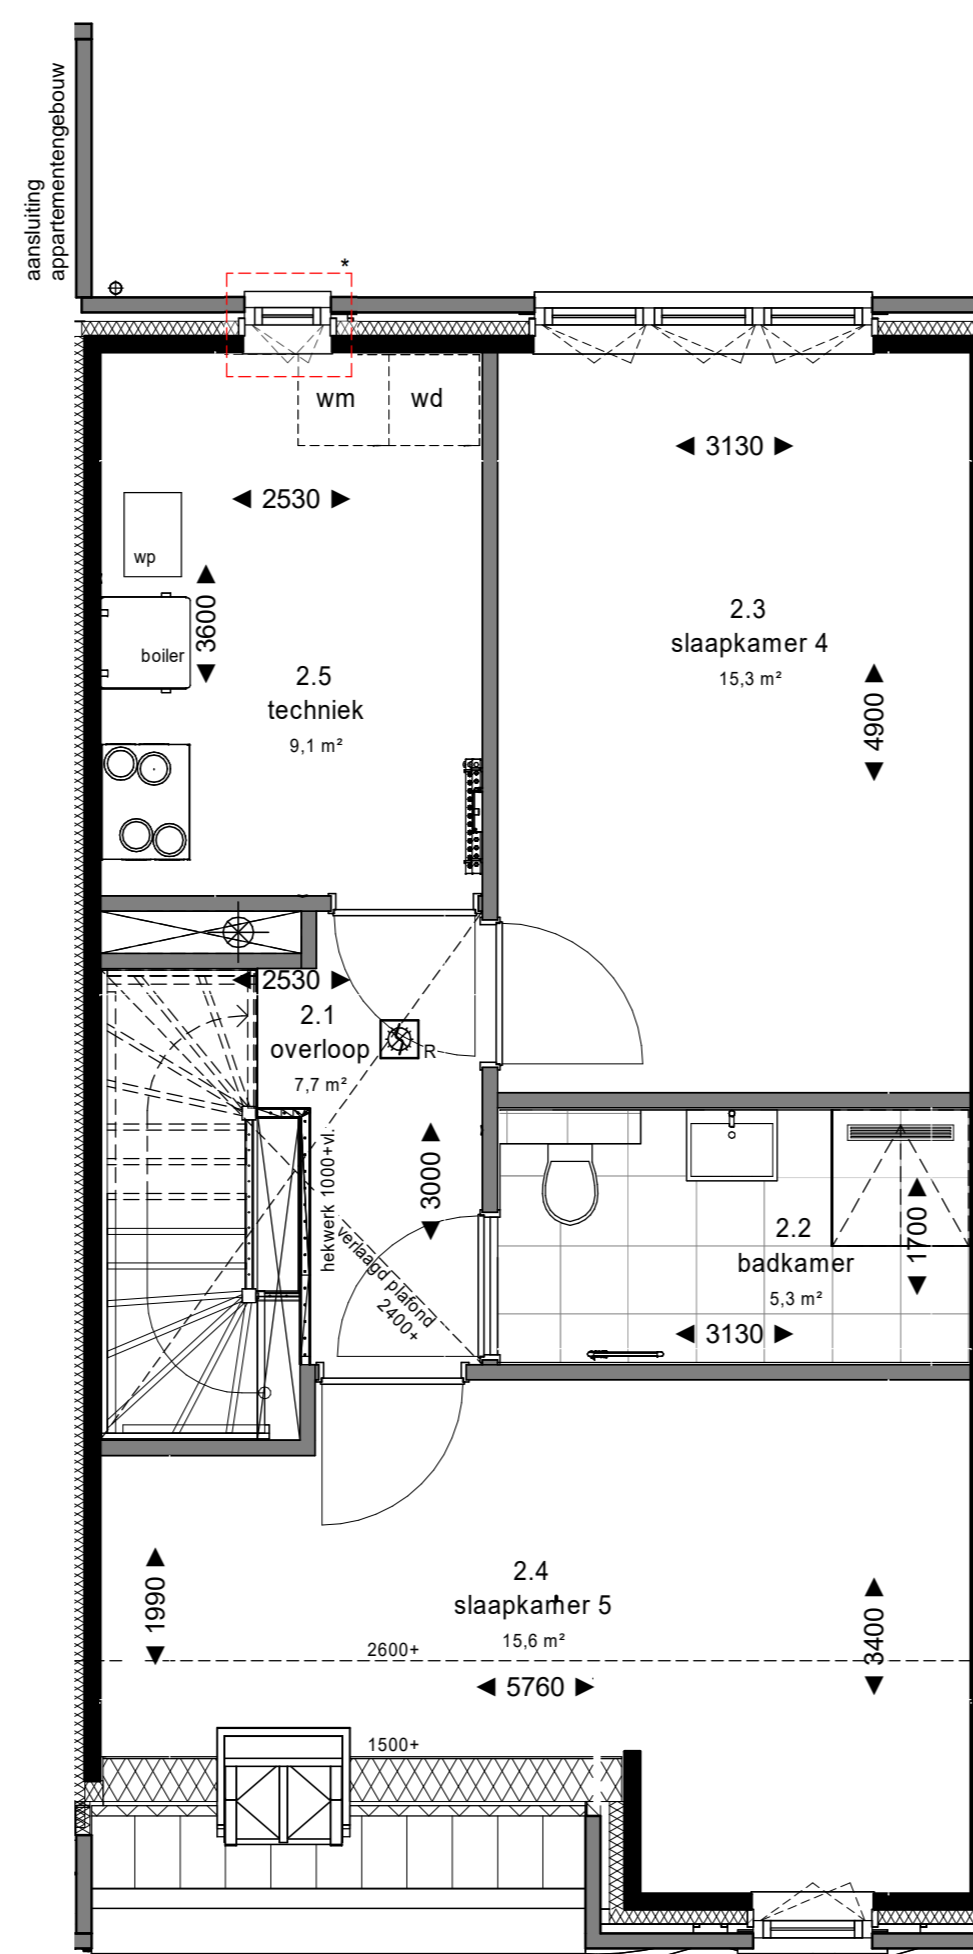 aansluiting
appartementengebouw
*
wm
wd
3130
2530
wp
3600
boiler
2.3
slaapkamer 4
15,3 m²
4900
2.5
techniek
9,1 m²
2530
2.1
overloop
7,7 m²
R
hekwerk 1000+vl.
3000
verlaagd plafond
2400+
2.2
badkamer
5,3 m²
1700
3130
1990
2.4
slaapkamer 5
15,6 m²
3400
2600+
5760
1500+